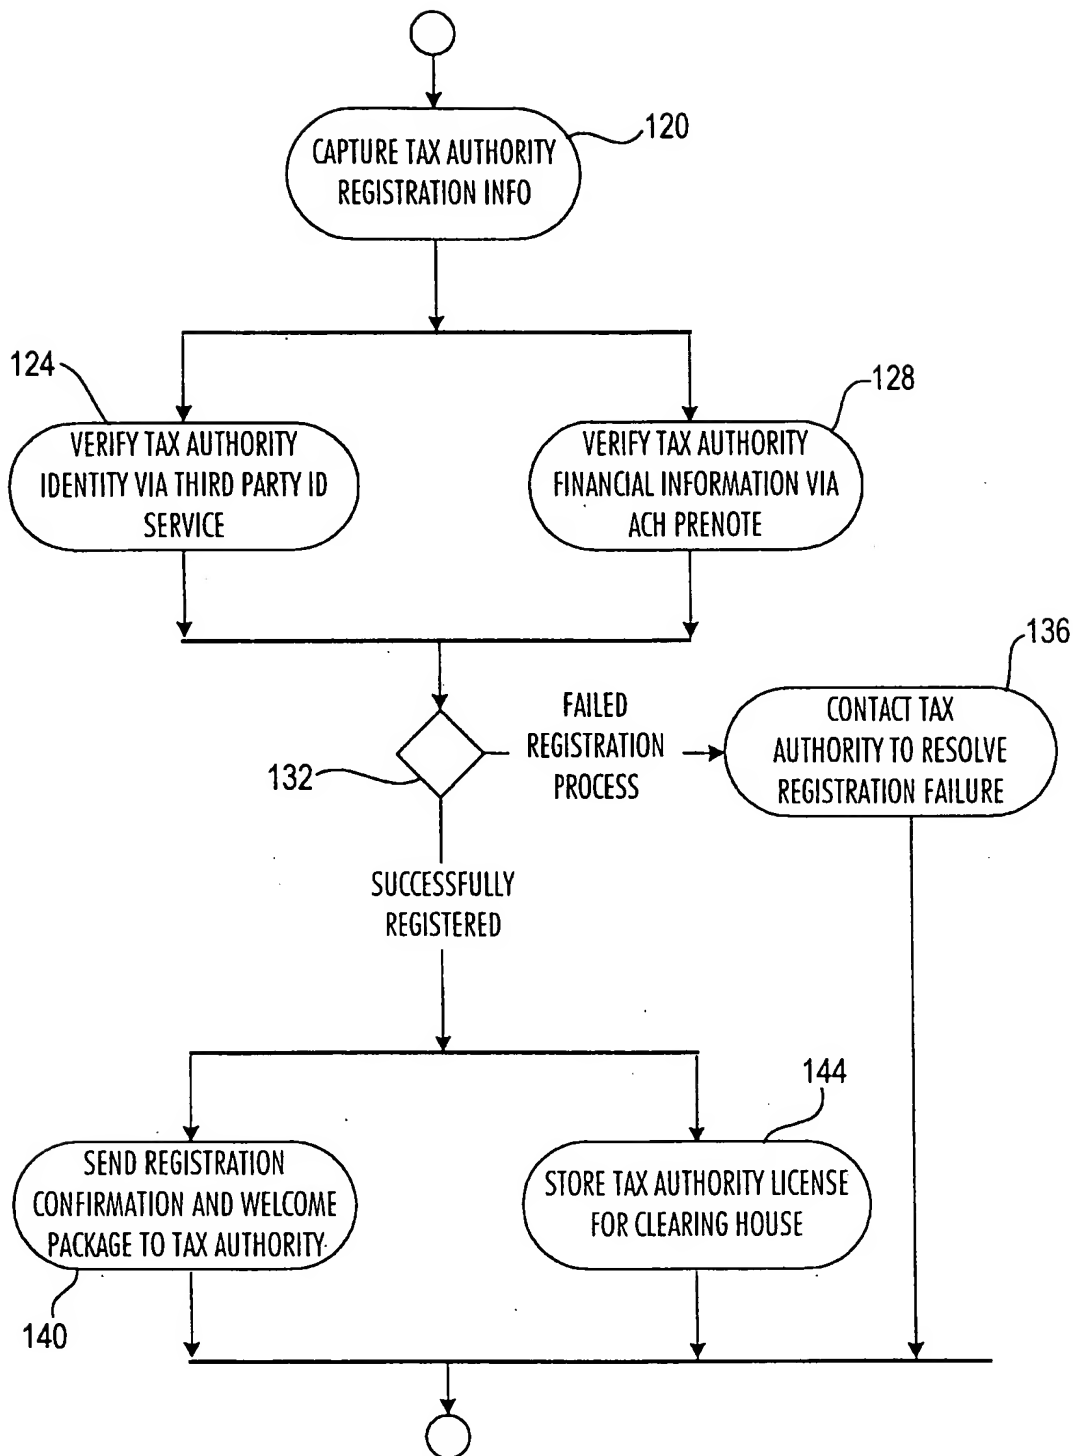 120
CAPTURE TAX AUTHORITY
REGISTRATION INFO
124
128
VERIFY TAX AUTHORITY
IDENTITY VIA THIRD PARTY ID
SERVICE
VERIFY TAX AUTHORITY
FINANCIAL INFORMATION VIA
ACH PRENOTE
136
132
FAILED
REGISTRATION
PROCESS
CONTACT TAX
AUTHORITY TO RESOLVE
REGISTRATION FAILURE
SUCCESSFULLY
REGISTERED
144
SEND REGISTRATION
CONFIRMATION AND WELCOME
PACKAGE TO TAX AUTHORITY
STORE TAX AUTHORITY LICENSE
FOR CLEARING HOUSE
140